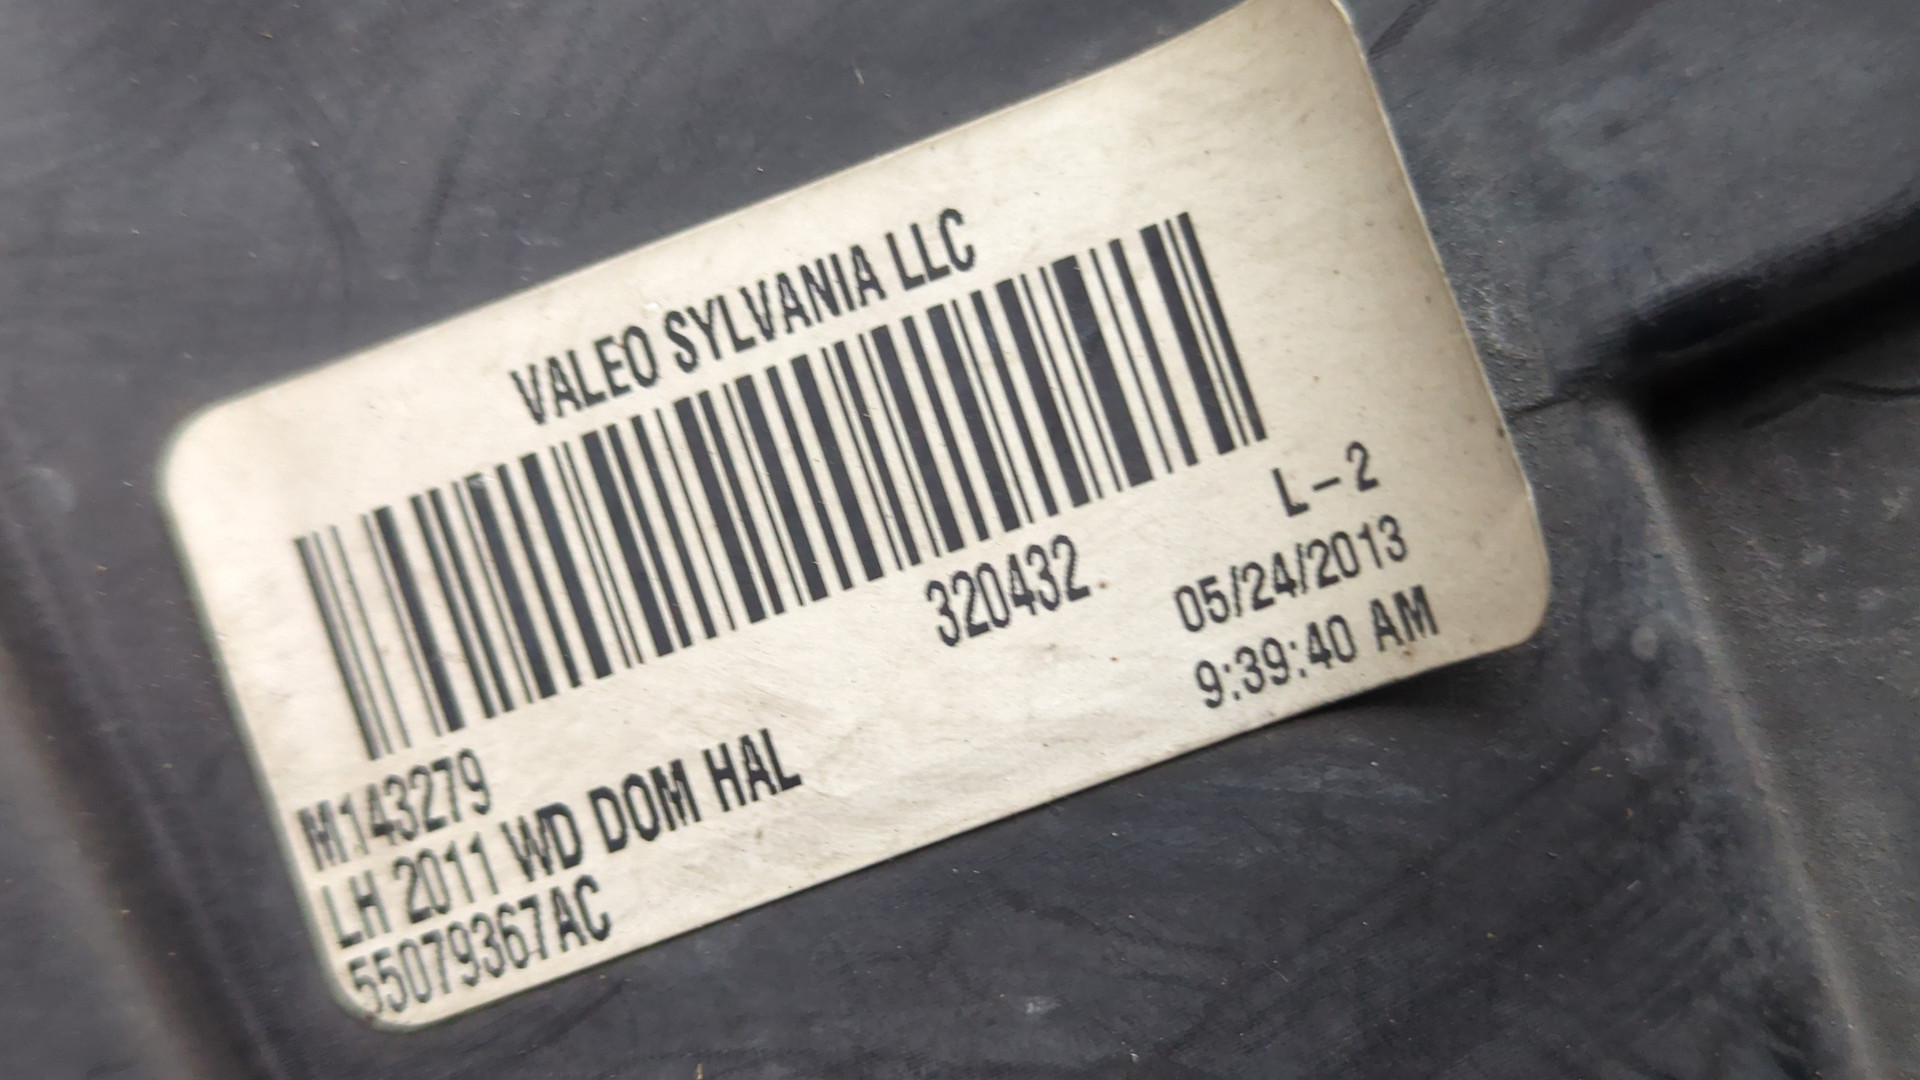 VALEO SYLVANIA LLC
320432
L-2
05/24/2013
9:39:40 AM
M143279
LH 2011 WD DOM HAL
55079367AC